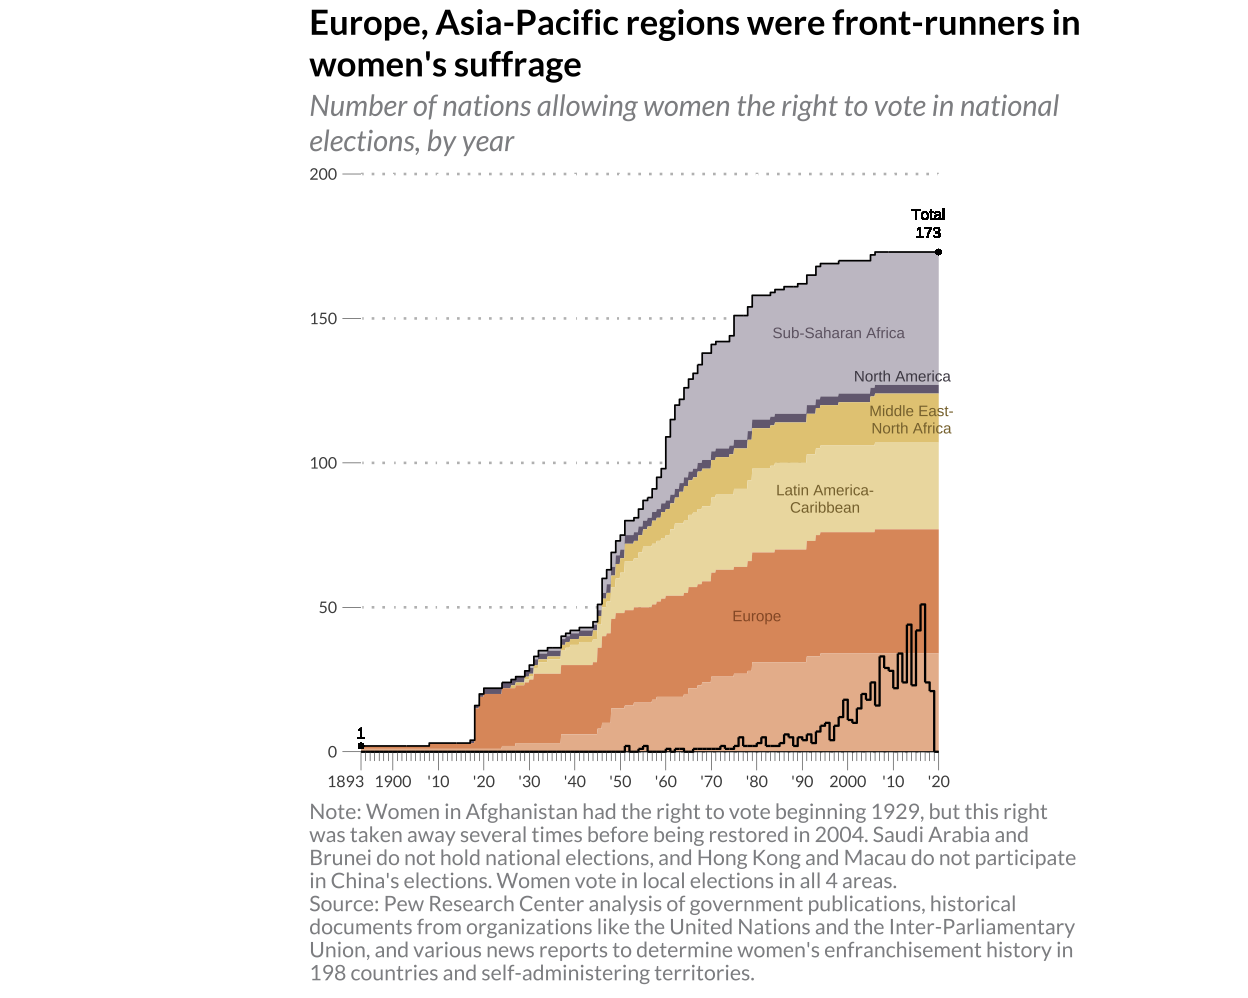 Europe, Asia-Pacific regions were front-runners in
women's suffrage
Number of nations allowing women the right to vote in national
elections, by year
200
Total
173
150
Sub-Saharan Africa
North America
Middle East-
North Africa
100
Latin America-
Caribbean
50
Europe
1
0
1893 1900 '10 '20 '30 '40 '50 '60 '70 '80 '90 2000 '10 '20
Note: Women in Afghanistan had the right to vote beginning 1929, but this right
was taken away several times before being restored in 2004. Saudi Arabia and
Brunei do not hold national elections, and Hong Kong and Macau do not participate
in China's elections. Women vote in local elections in all 4 areas.
Source: Pew Research Center analysis of government publications, historical
documents from organizations like the United Nations and the Inter-Parliamentary
Union, and various news reports to determine women's enfranchisement history in
198 countries and self-administering territories.